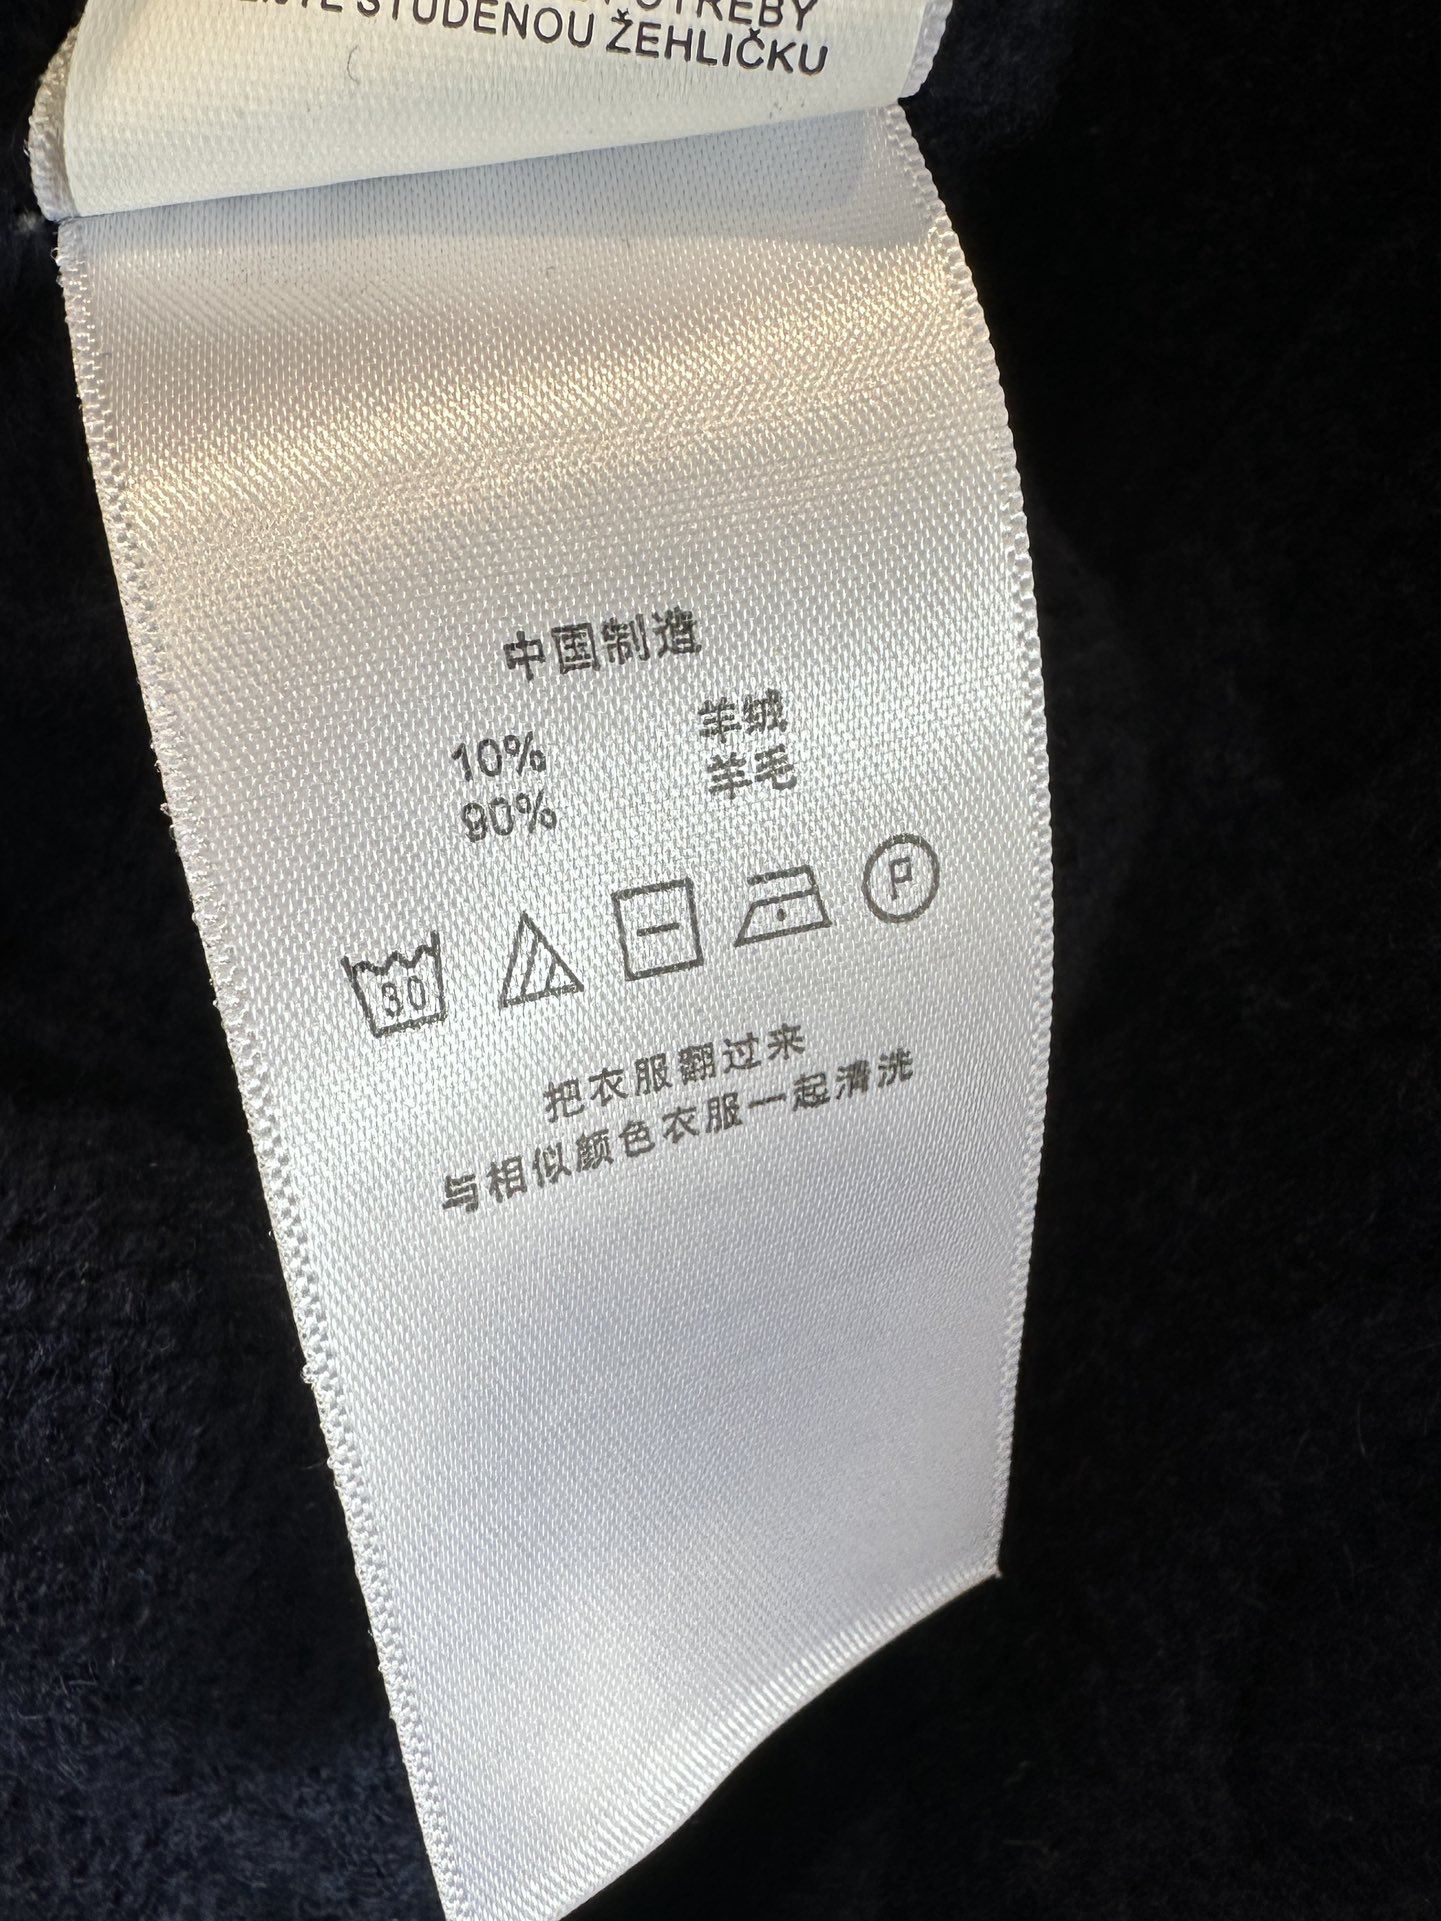 STUDENOU ŽEHLIČKU
中国制造
10% 羊绒
90% 羊毛
30 P
把衣服翻过来
与相似颜色衣服一起清洗